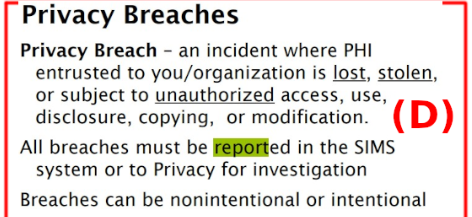 Privacy Breaches
Privacy Breach – an incident where PHI
entrusted to you/organization is lost, stolen,
or subject to unauthorized access, use,
disclosure, copying, or modification.
(D)
All breaches must be reported in the SIMS
system or to Privacy for investigation
Breaches can be nonintentional or intentional